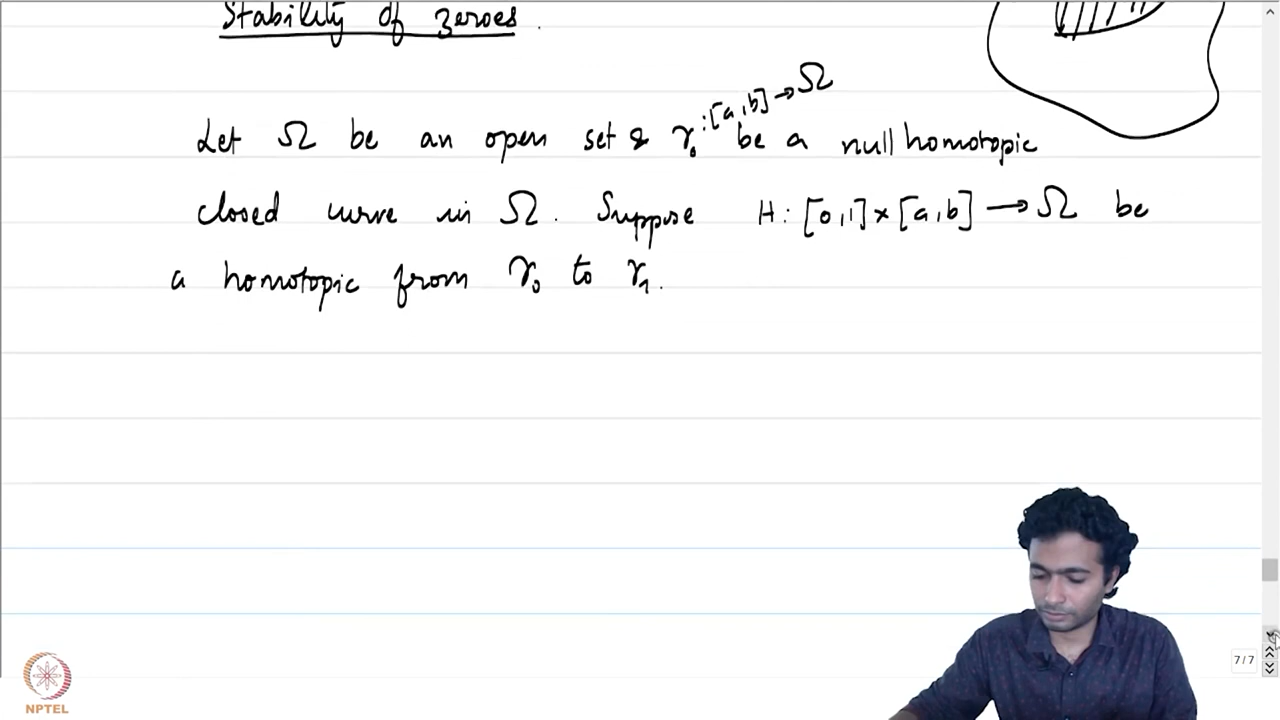 Stability of zeroes.
Let Ω be an open set & γ₀ : [a,b] → Ω be a null homotopic
closed curve in Ω. Suppose H : [0,1] × [a,b] → Ω be
a homotopic from γ₀ to γ₁.
7 / 7
NPTEL